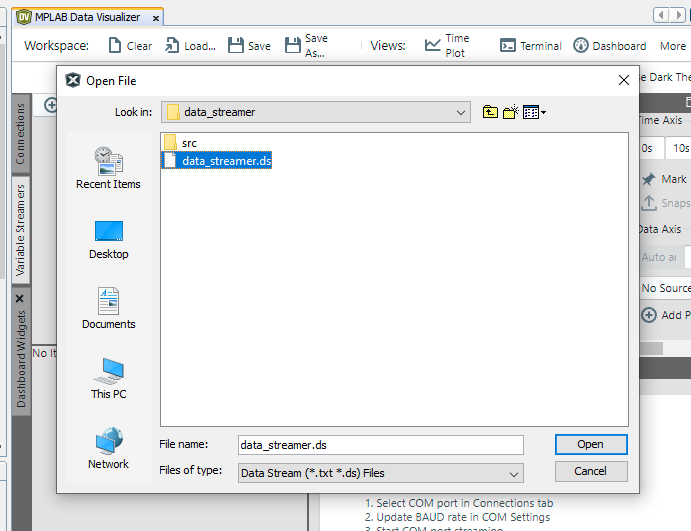 MPLAB Data Visualizer
Workspace: Clear Load... Save Save As... Views: Time Plot Terminal Dashboard More
e Dark The
Open File
Look in: data_streamer
Connections
Variable Streamers
Dashboard Widgets
Recent Items
Desktop
Documents
This PC
Network
src
data_streamer.ds
File name: data_streamer.ds Open
Files of type: Data Stream (*.txt *.ds) Files Cancel
Time Axis
0s 10s
Mark
Snaps
Data Axis
Auto a
No Source
Add P
No It
1. Select COM port in Connections tab
2. Update BAUD rate in COM Settings
3. Start COM port streaming